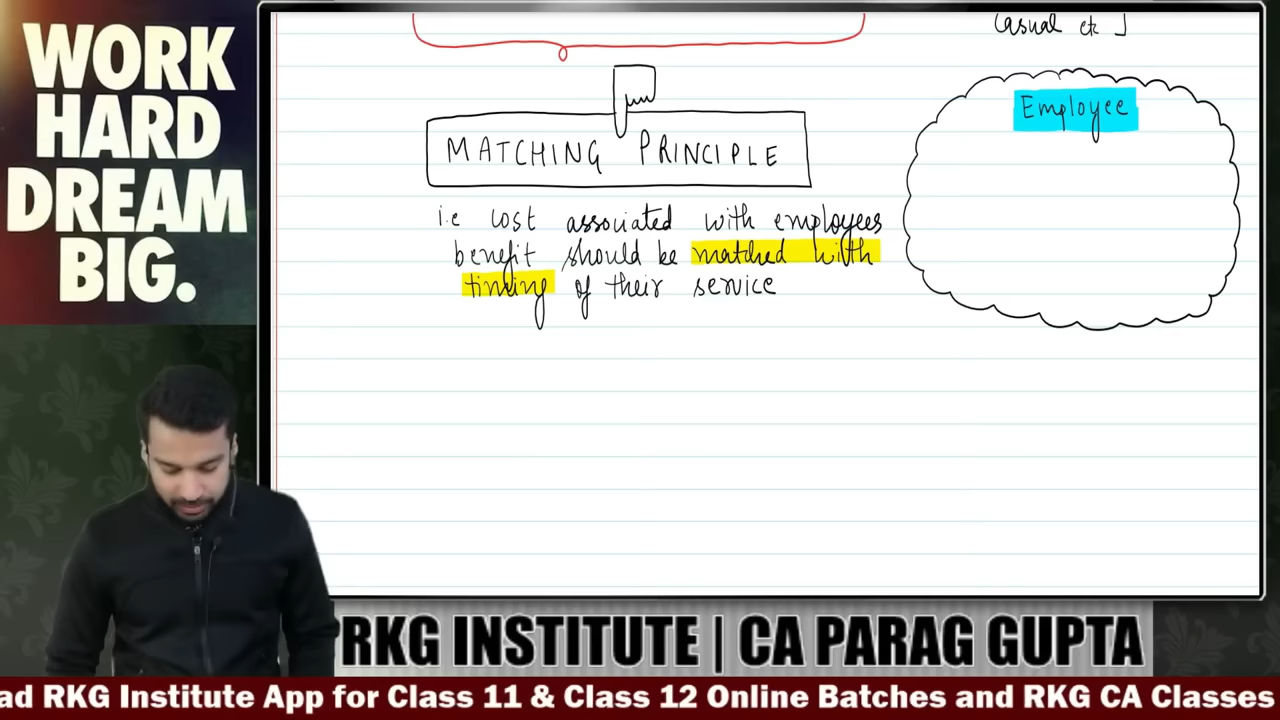 WORK
HARD
DREAM
BIG.
Casual etc ]
Employee
MATCHING PRINCIPLE
i.e cost associated with employees
benefit should be matched with
timing of their service
RKG INSTITUTE | CA PARAG GUPTA
ad RKG Institute App for Class 11 & Class 12 Online Batches and RKG CA Classes